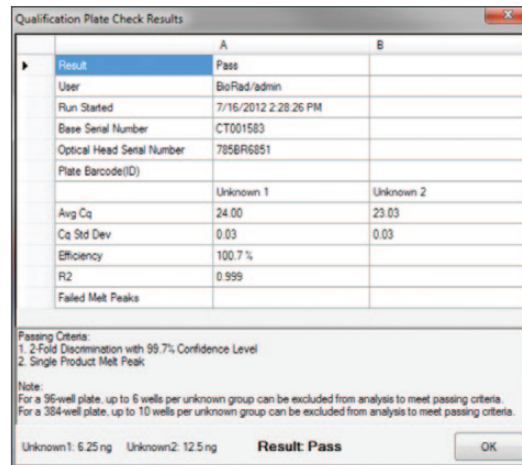 Qualification Plate Check Results
A B
Result Pass
User BioRad/admin
Run Started 7/16/2012 2:28:26 PM
Base Serial Number CT001583
Optical Head Serial Number 785BR6851
Plate Barcode(ID)
Unknown 1 Unknown 2
Avg Cq 24.00 23.03
Cq Std Dev 0.03 0.03
Efficiency 100.7 %
R2 0.999
Failed Melt Peaks
Passing Criteria:
1. 2-Fold Discrimination with 99.7% Confidence Level
2. Single Product Melt Peak
Note:
For a 96-well plate, up to 6 wells per unknown group can be excluded from analysis to meet passing criteria.
For a 384-well plate, up to 10 wells per unknown group can be excluded from analysis to meet passing criteria.
Unknown1: 6.25 ng Unknown2: 12.5 ng Result: Pass OK